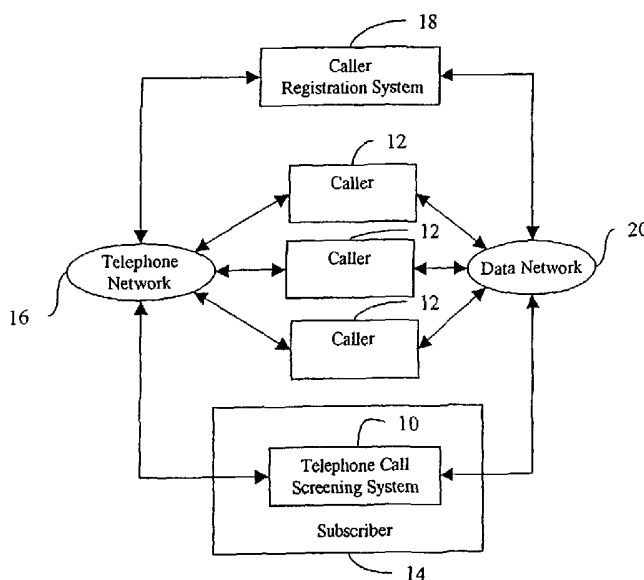 18
Caller
Registration System
12
Caller
12
Caller
12
Caller
Telephone
Network
16
Data Network
20
10
Telephone Call
Screening System
Subscriber
14